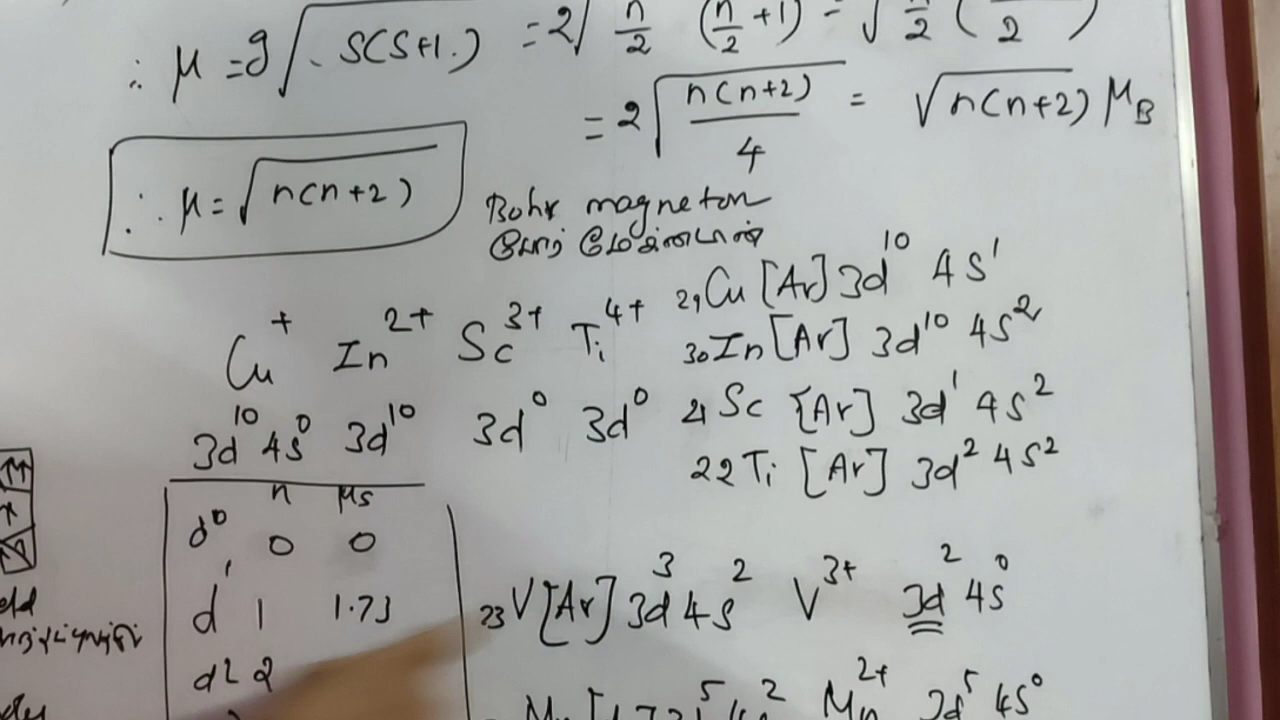 ∴ μ = g √S(S+1.) = 2√ n/2 (n/2 +1) = √ n/2 ( /2 )
= 2 √ n(n+2) / 4 = √n(n+2) μB
∴ μ = √n(n+2)
Bohr magneton
Cu⁺ In²⁺ Sc³⁺ Ti⁴⁺
3d¹⁰ 4s⁰ 3d¹⁰ 3d⁰ 3d⁰
₂₉Cu [Ar] 3d¹⁰ 4s¹
₃₀In [Ar] 3d¹⁰ 4s²
₂₁Sc [Ar] 3d¹ 4s²
22Ti [Ar] 3d² 4s²
n μs
d⁰ 0 0
d¹ 1 1.73
d² 2
₂₃V [Ar] 3d³ 4s² V³⁺ 3d² 4s⁰
Mn²⁺ 3d⁵ 4s⁰